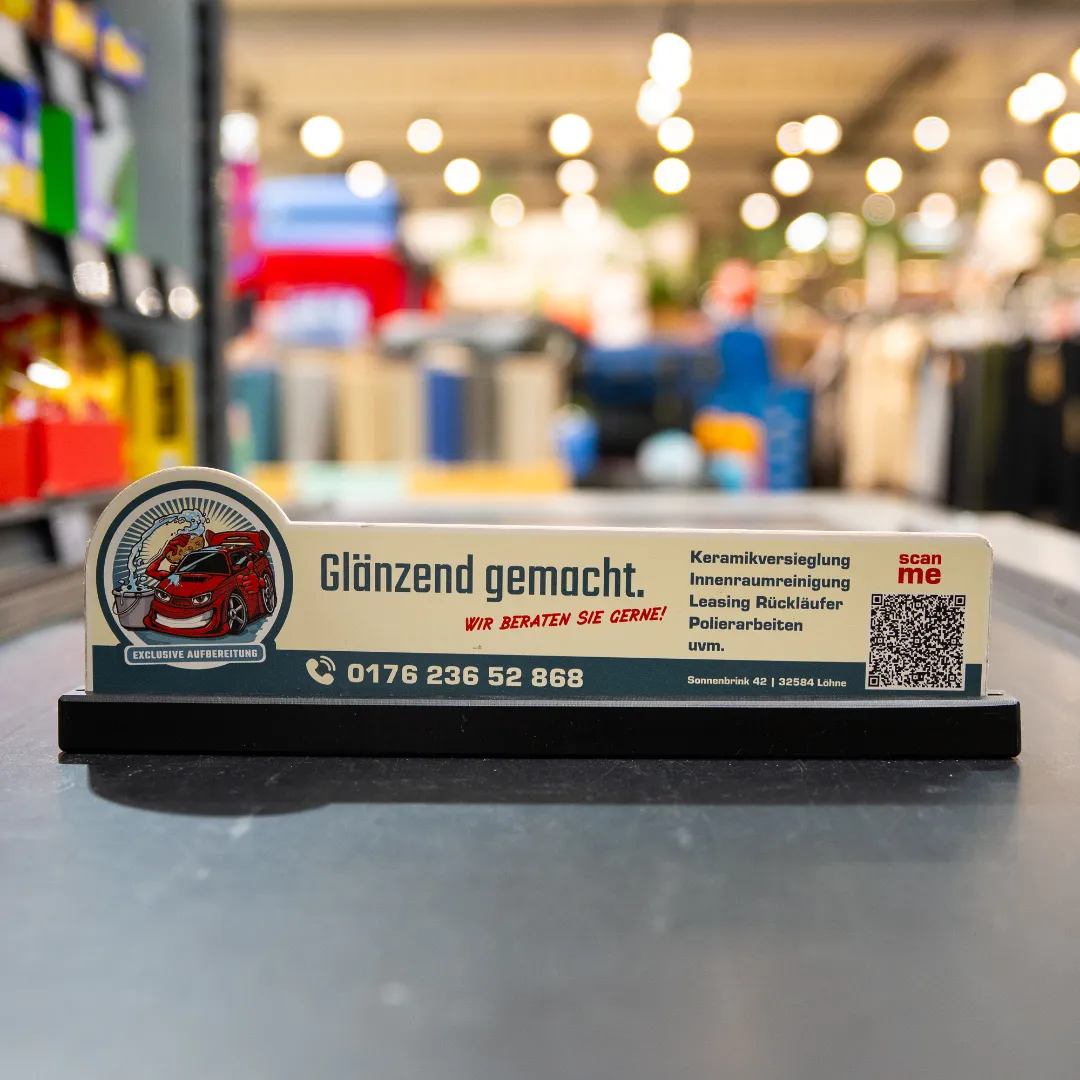 EXCLUSIVE AUFBEREITUNG
Glänzend gemacht.
WIR BERATEN SIE GERNE!
0176 236 52 868
Keramikversieglung
Innenraumreinigung
Leasing Rückläufer
Polierarbeiten
uvm.
Sonnenbrink 42 | 32584 Löhne
scan
me